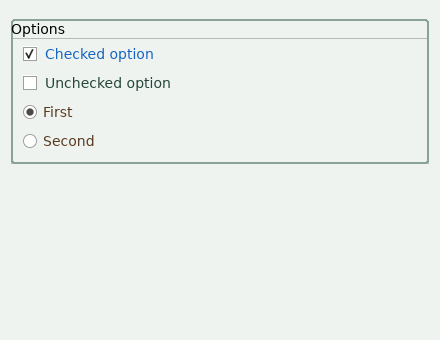 Options
Checked option
Unchecked option
First
Second